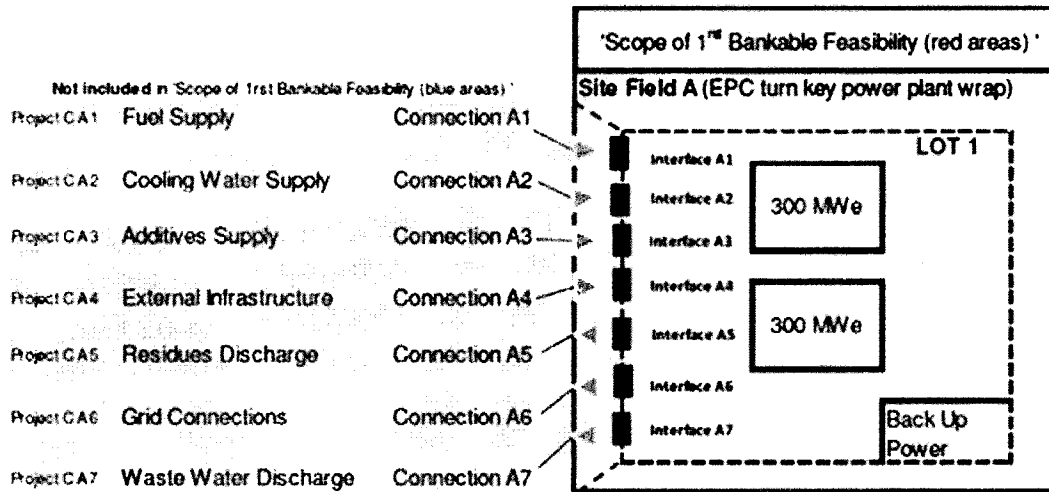 'Scope of 1rst Bankable Feasibility (red areas) '
Not included in 'Scope of 1rst Bankable Feasibility (blue areas) '
Site Field A (EPC turn key power plant wrap)
Project CA1 Fuel Supply Connection A1
Interface A1
LOT 1
Project CA2 Cooling Water Supply Connection A2
Interface A2
300 MWe
Project CA3 Additives Supply Connection A3
Interface A3
Project CA4 External Infrastructure Connection A4
Interface A4
Project CA5 Residues Discharge Connection A5
Interface A5
300 MWe
Project CA6 Grid Connections Connection A6
Interface A6
Project CA7 Waste Water Discharge Connection A7
Interface A7
Back Up
Power